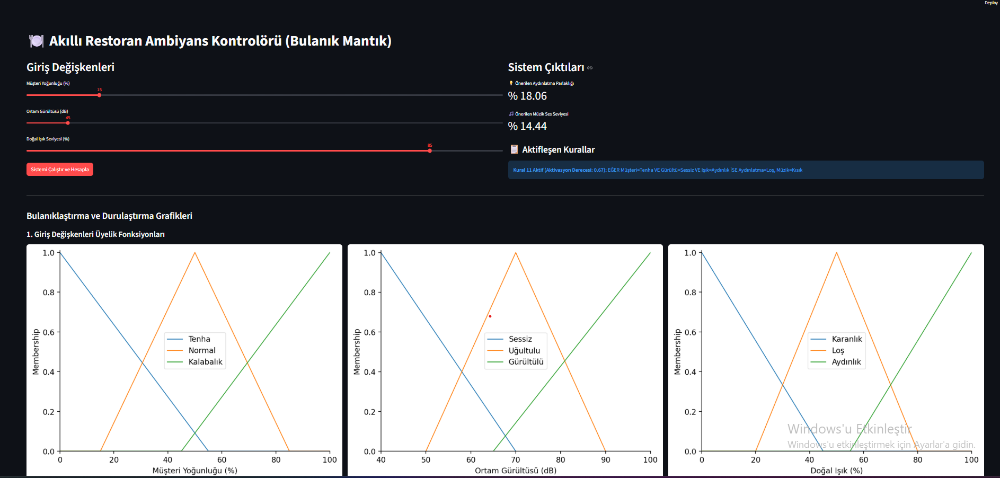 Deploy
Akıllı Restoran Ambiyans Kontrolörü (Bulanık Mantık)
Giriş Değişkenleri
Müşteri Yoğunluğu (%)
15
Ortam Gürültüsü (dB)
45
Doğal Işık Seviyesi (%)
85
Sistemi Çalıştır ve Hesapla
Sistem Çıktıları
Önerilen Aydınlatma Parlaklığı
% 18.06
Önerilen Müzik Ses Seviyesi
% 14.44
Aktifleşen Kurallar
Kural 11 Aktif (Aktivasyon Derecesi: 0.67): EĞER Müşteri=Tenha VE Gürültü=Sessiz VE Işık=Aydınlık İSE Aydınlatma=Loş, Müzik=Kısık
Bulanıklaştırma ve Durulaştırma Grafikleri
1. Giriş Değişkenleri Üyelik Fonksiyonları
1.0
0.8
0.6
0.4
0.2
0.0
Membership
Tenha
Normal
Kalabalık
0 20 40 60 80 100
Müşteri Yoğunluğu (%)
1.0
0.8
0.6
0.4
0.2
0.0
Membership
Sessiz
Uğultulu
Gürültülü
40 50 60 70 80 90 100
Ortam Gürültüsü (dB)
1.0
0.8
0.6
0.4
0.2
0.0
Membership
Karanlık
Loş
Aydınlık
0 20 40 60 80 100
Doğal Işık (%)
Windows'u Etkinleştir
Windows'u etkinleştirmek için Ayarlar'a gidin.